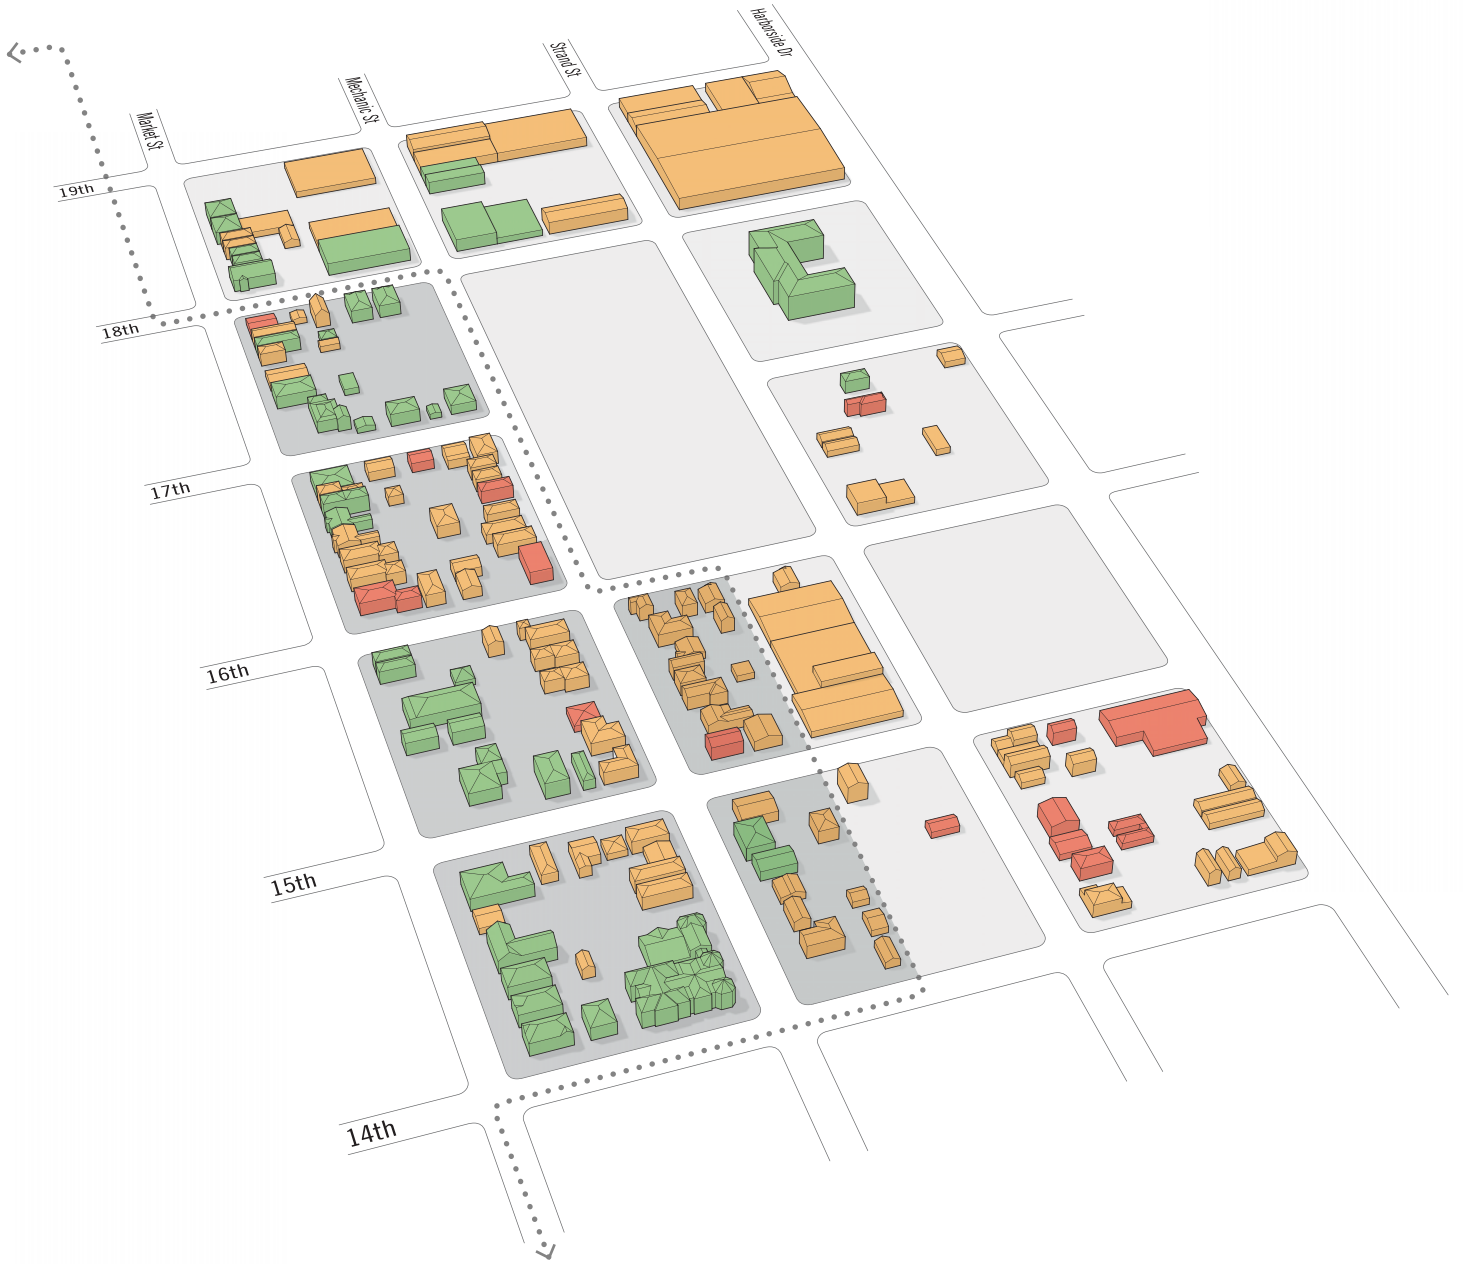 Harborside Dr
Strand St
Mechanic St
Market St
19th
18th
17th
16th
15th
14th